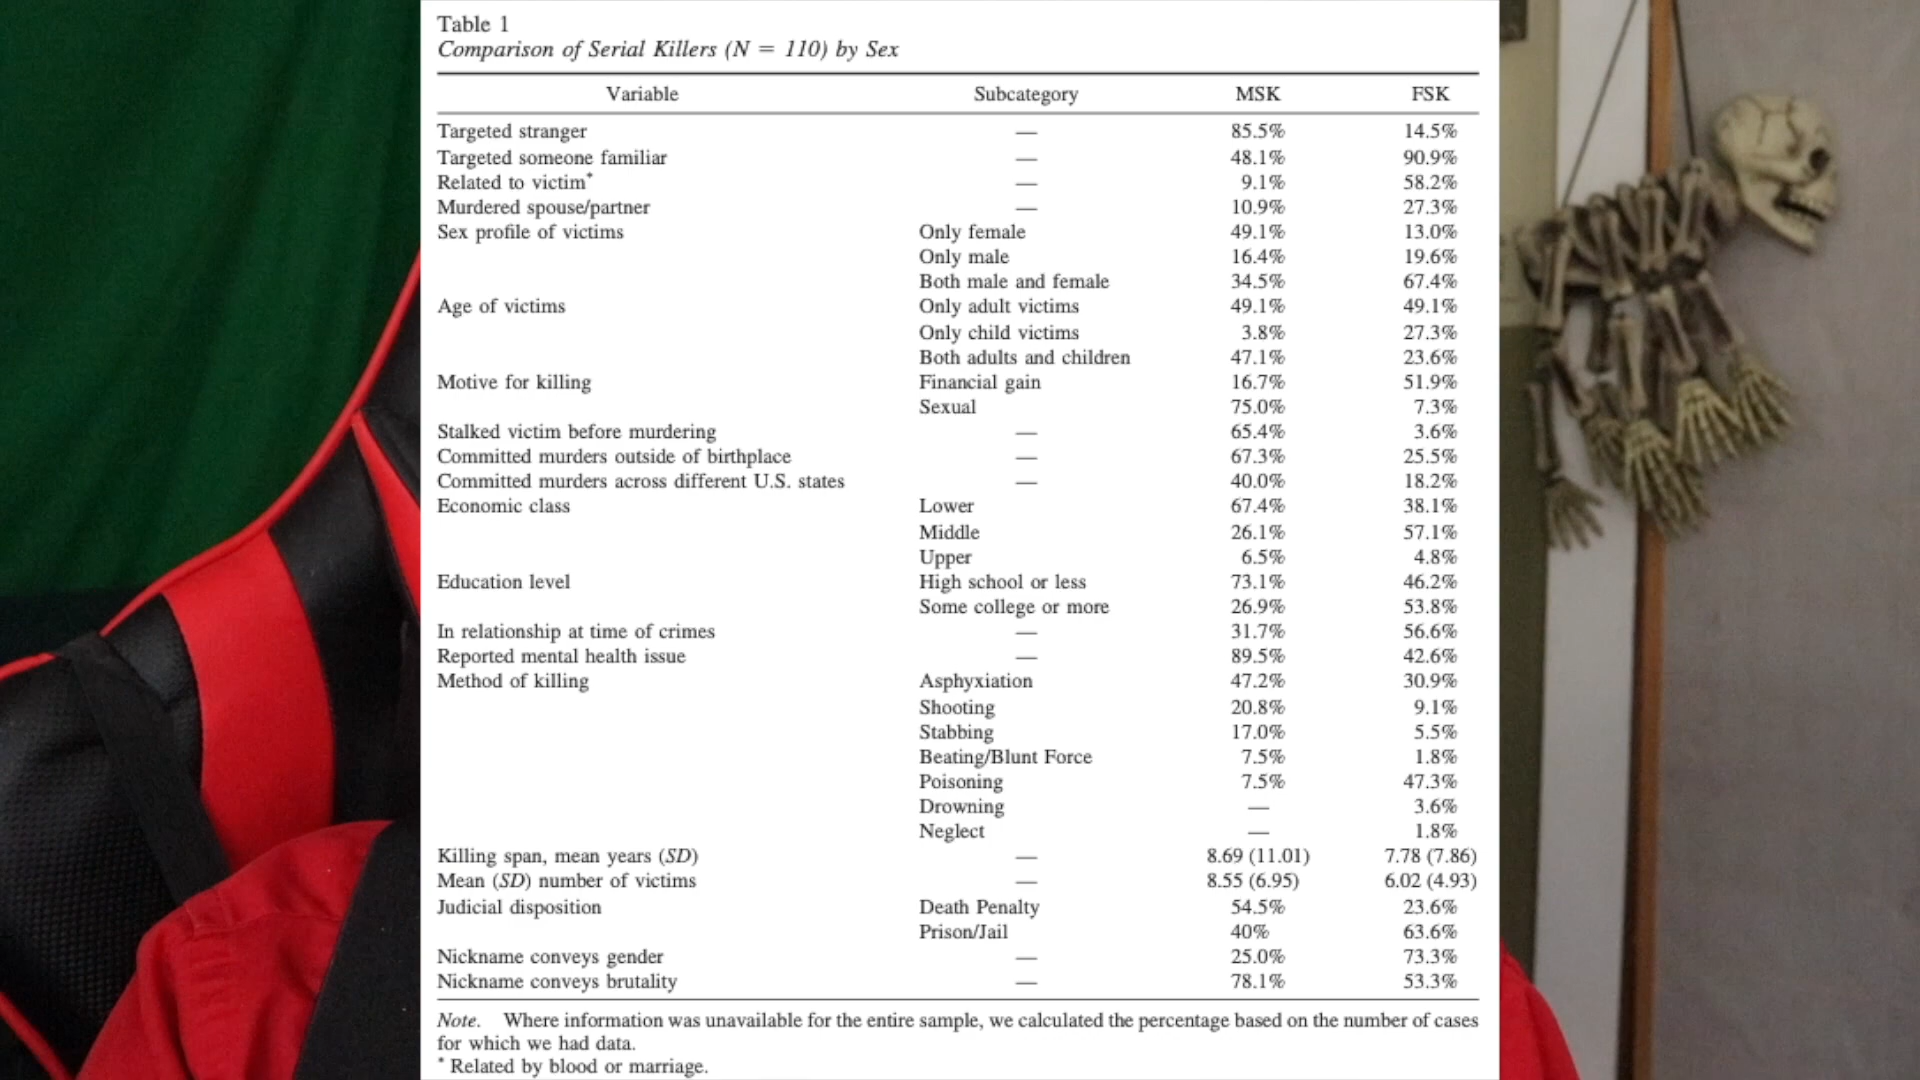 Table 1
Comparison of Serial Killers (N = 110) by Sex
Variable Subcategory MSK FSK
Targeted stranger — 85.5% 14.5%
Targeted someone familiar — 48.1% 90.9%
Related to victim* — 9.1% 58.2%
Murdered spouse/partner — 10.9% 27.3%
Sex profile of victims Only female 49.1% 13.0%
Only male 16.4% 19.6%
Both male and female 34.5% 67.4%
Age of victims Only adult victims 49.1% 49.1%
Only child victims 3.8% 27.3%
Both adults and children 47.1% 23.6%
Motive for killing Financial gain 16.7% 51.9%
Sexual 75.0% 7.3%
Stalked victim before murdering — 65.4% 3.6%
Committed murders outside of birthplace — 67.3% 25.5%
Committed murders across different U.S. states — 40.0% 18.2%
Economic class Lower 67.4% 38.1%
Middle 26.1% 57.1%
Upper 6.5% 4.8%
Education level High school or less 73.1% 46.2%
Some college or more 26.9% 53.8%
In relationship at time of crimes — 31.7% 56.6%
Reported mental health issue — 89.5% 42.6%
Method of killing Asphyxiation 47.2% 30.9%
Shooting 20.8% 9.1%
Stabbing 17.0% 5.5%
Beating/Blunt Force 7.5% 1.8%
Poisoning 7.5% 47.3%
Drowning — 3.6%
Neglect — 1.8%
Killing span, mean years (SD) — 8.69 (11.01) 7.78 (7.86)
Mean (SD) number of victims — 8.55 (6.95) 6.02 (4.93)
Judicial disposition Death Penalty 54.5% 23.6%
Prison/Jail 40% 63.6%
Nickname conveys gender — 25.0% 73.3%
Nickname conveys brutality — 78.1% 53.3%
Note. Where information was unavailable for the entire sample, we calculated the percentage based on the number of cases
for which we had data.
* Related by blood or marriage.